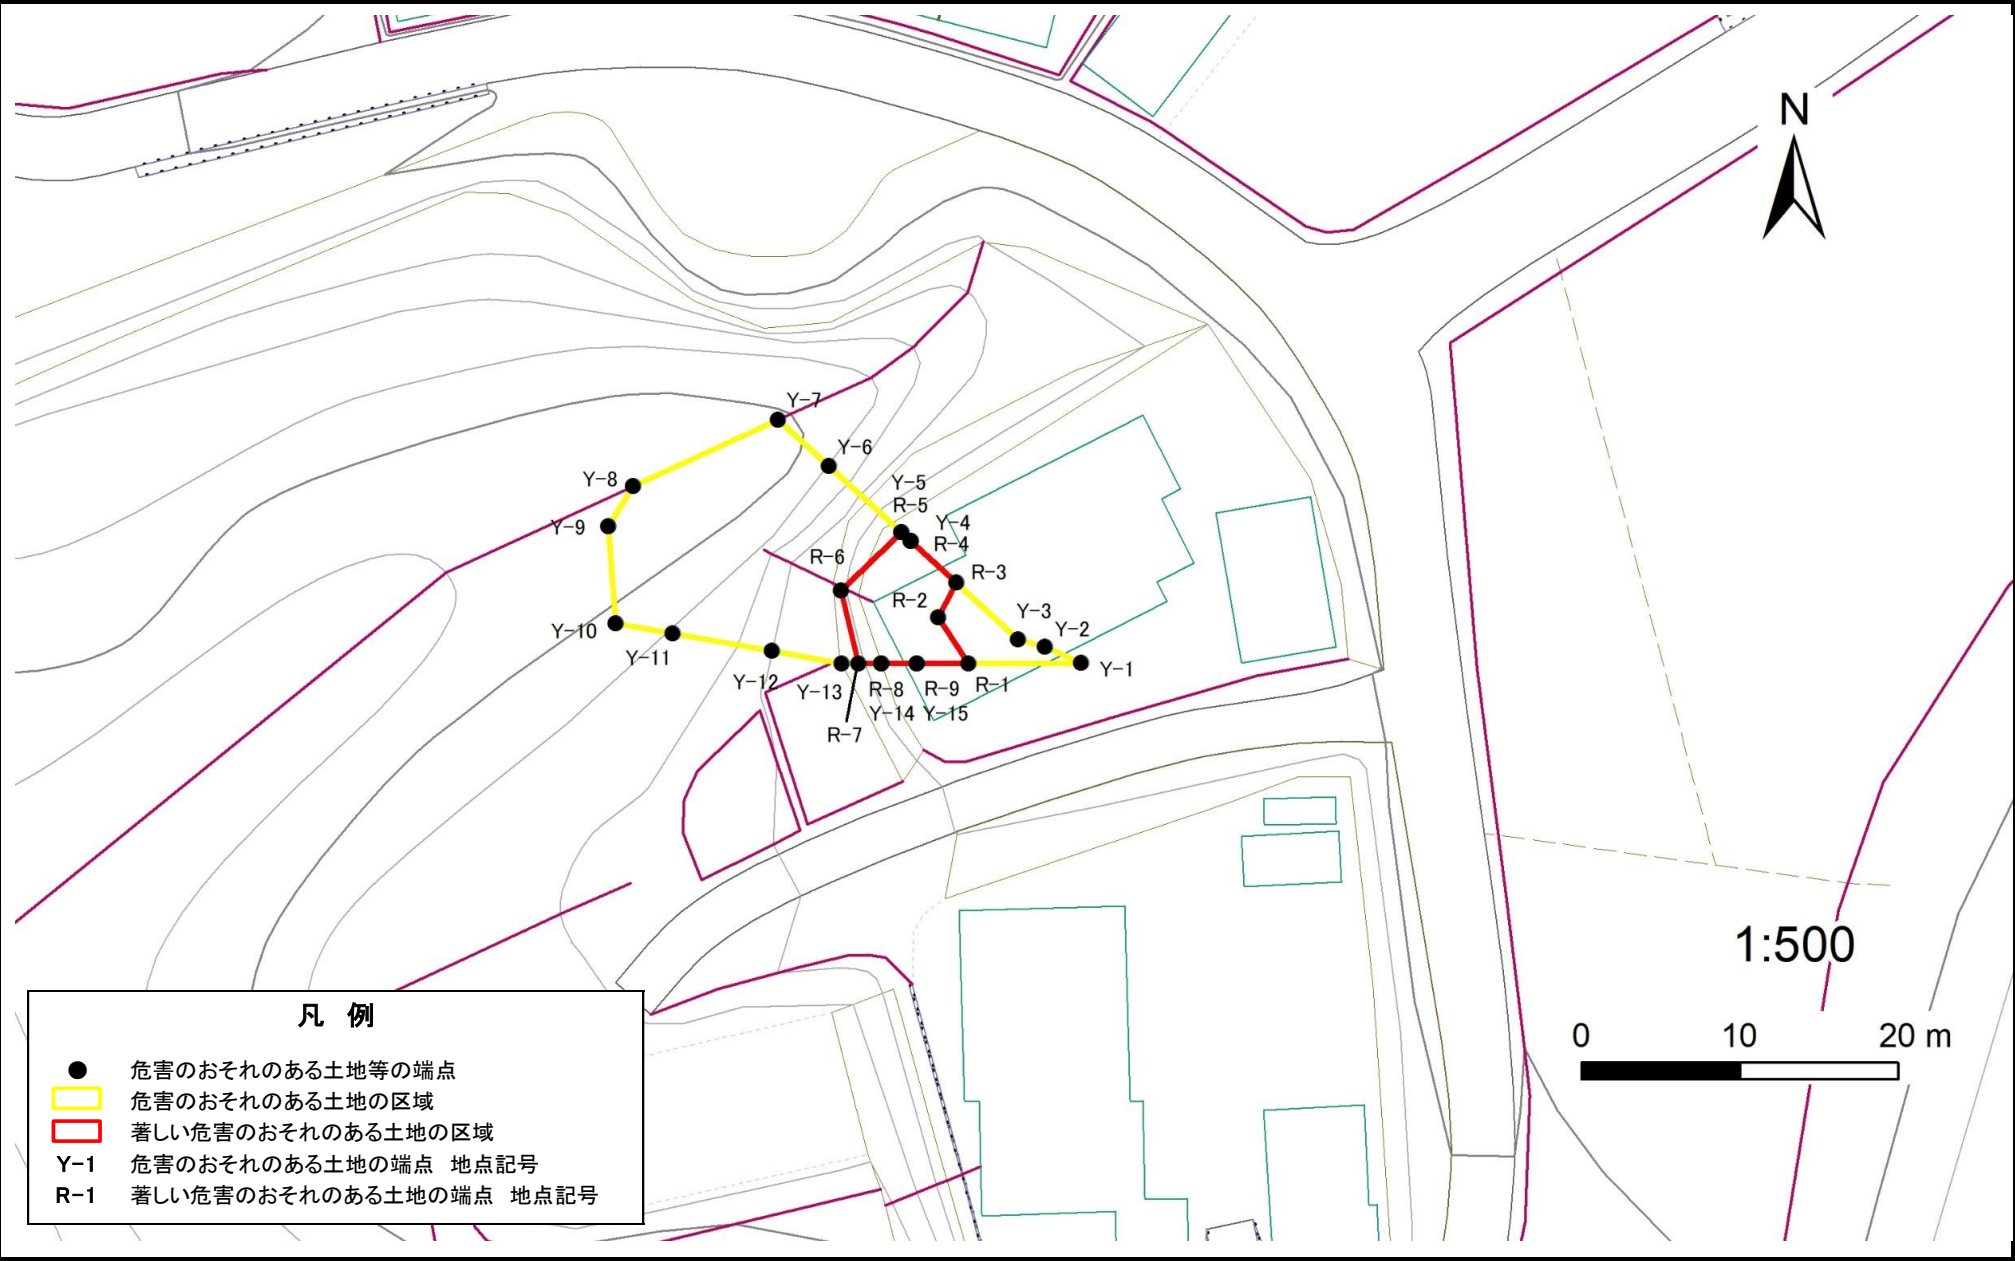 N
Y-7
Y-6
Y-8
Y-5
R-5
Y-9
Y-4
R-4
R-6
R-3
R-2
Y-3
Y-10
Y-2
Y-11
Y-1
Y-12
Y-13
R-8
R-9
R-1
Y-14
Y-15
R-7
1:500
0 10 20 m
凡 例
危害のおそれのある土地等の端点
危害のおそれのある土地の区域
著しい危害のおそれのある土地の区域
Y-1 危害のおそれのある土地の端点 地点記号
R-1 著しい危害のおそれのある土地の端点 地点記号